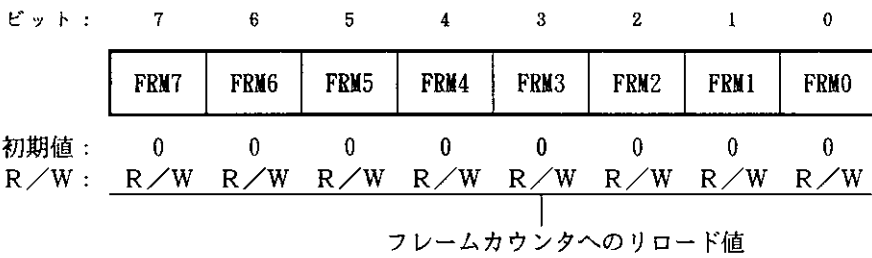 ビット: 7 6 5 4 3 2 1 0
FRM7 FRM6 FRM5 FRM4 FRM3 FRM2 FRM1 FRM0
初期値: 0 0 0 0 0 0 0 0
R/W: R/W R/W R/W R/W R/W R/W R/W R/W
フレームカウンタへのリロード値